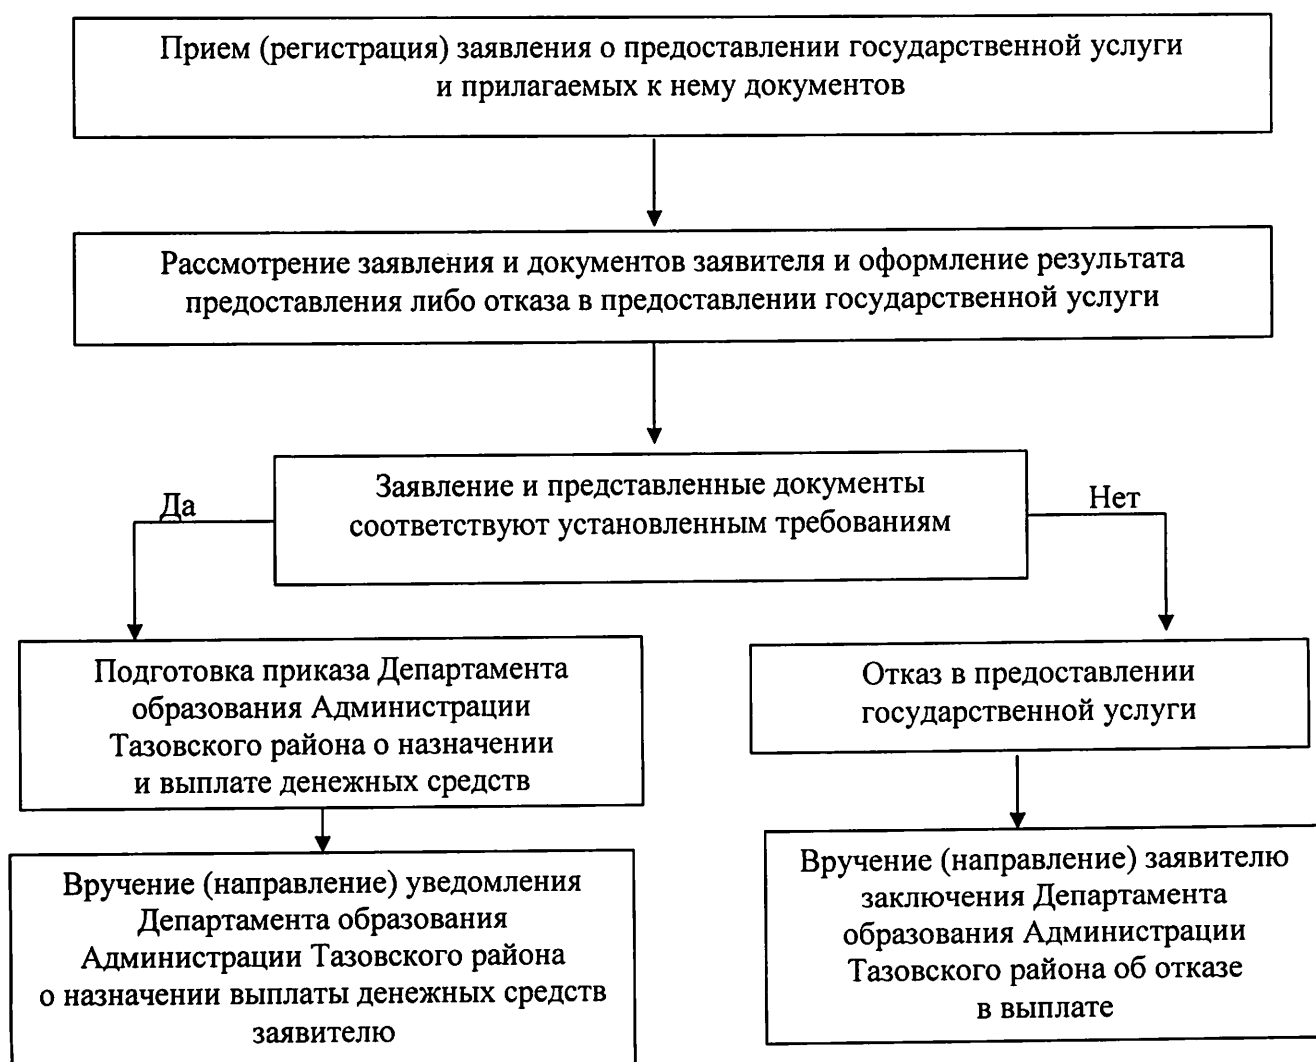 Прием (регистрация) заявления о предоставлении государственной услуги
и прилагаемых к нему документов
Рассмотрение заявления и документов заявителя и оформление результата
предоставления либо отказа в предоставлении государственной услуги
Заявление и представленные документы
соответствуют установленным требованиям
Да
Нет
Подготовка приказа Департамента
образования Администрации
Тазовского района о назначении
и выплате денежных средств
Отказ в предоставлении
государственной услуги
Вручение (направление) уведомления
Департамента образования
Администрации Тазовского района
о назначении выплаты денежных средств
заявителю
Вручение (направление) заявителю
заключения Департамента
образования Администрации
Тазовского района об отказе
в выплате